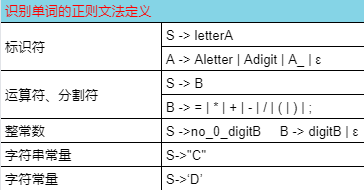 识别单词的正则文法定义
标识符
S -> letterA
A -> Aletter | Adigit | A_ | ε
运算符、分割符
S -> B
B -> = | * | + | - | / | ( | ) | ;
整常数
S ->no_0_digitB B -> digitB | ε
字符串常量
S->"C"
字符常量
S->‘D’